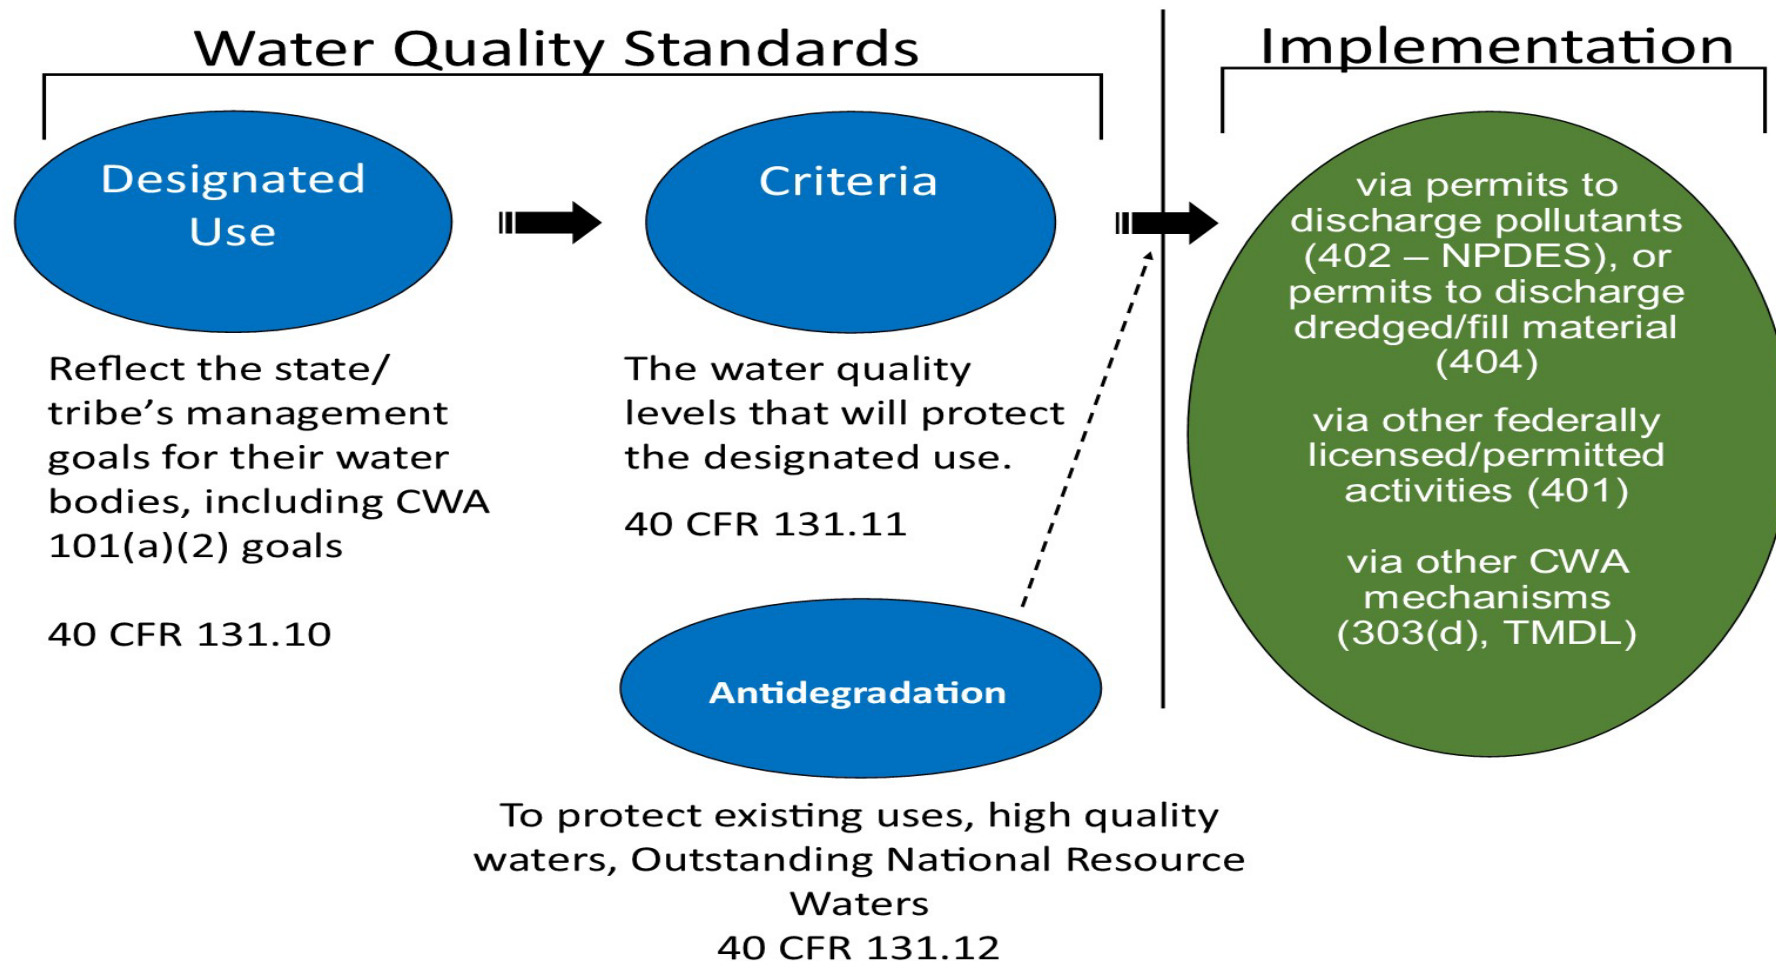 Water Quality Standards
Implementation
Designated
Use
Criteria
Reflect the state/
tribe’s management
goals for their water
bodies, including CWA
101(a)(2) goals
40 CFR 131.10
The water quality
levels that will protect
the designated use.
40 CFR 131.11
Antidegradation
To protect existing uses, high quality
waters, Outstanding National Resource
Waters
40 CFR 131.12
via permits to
discharge pollutants
(402 – NPDES), or
permits to discharge
dredged/fill material
(404)
via other federally
licensed/permitted
activities (401)
via other CWA
mechanisms
(303(d), TMDL)